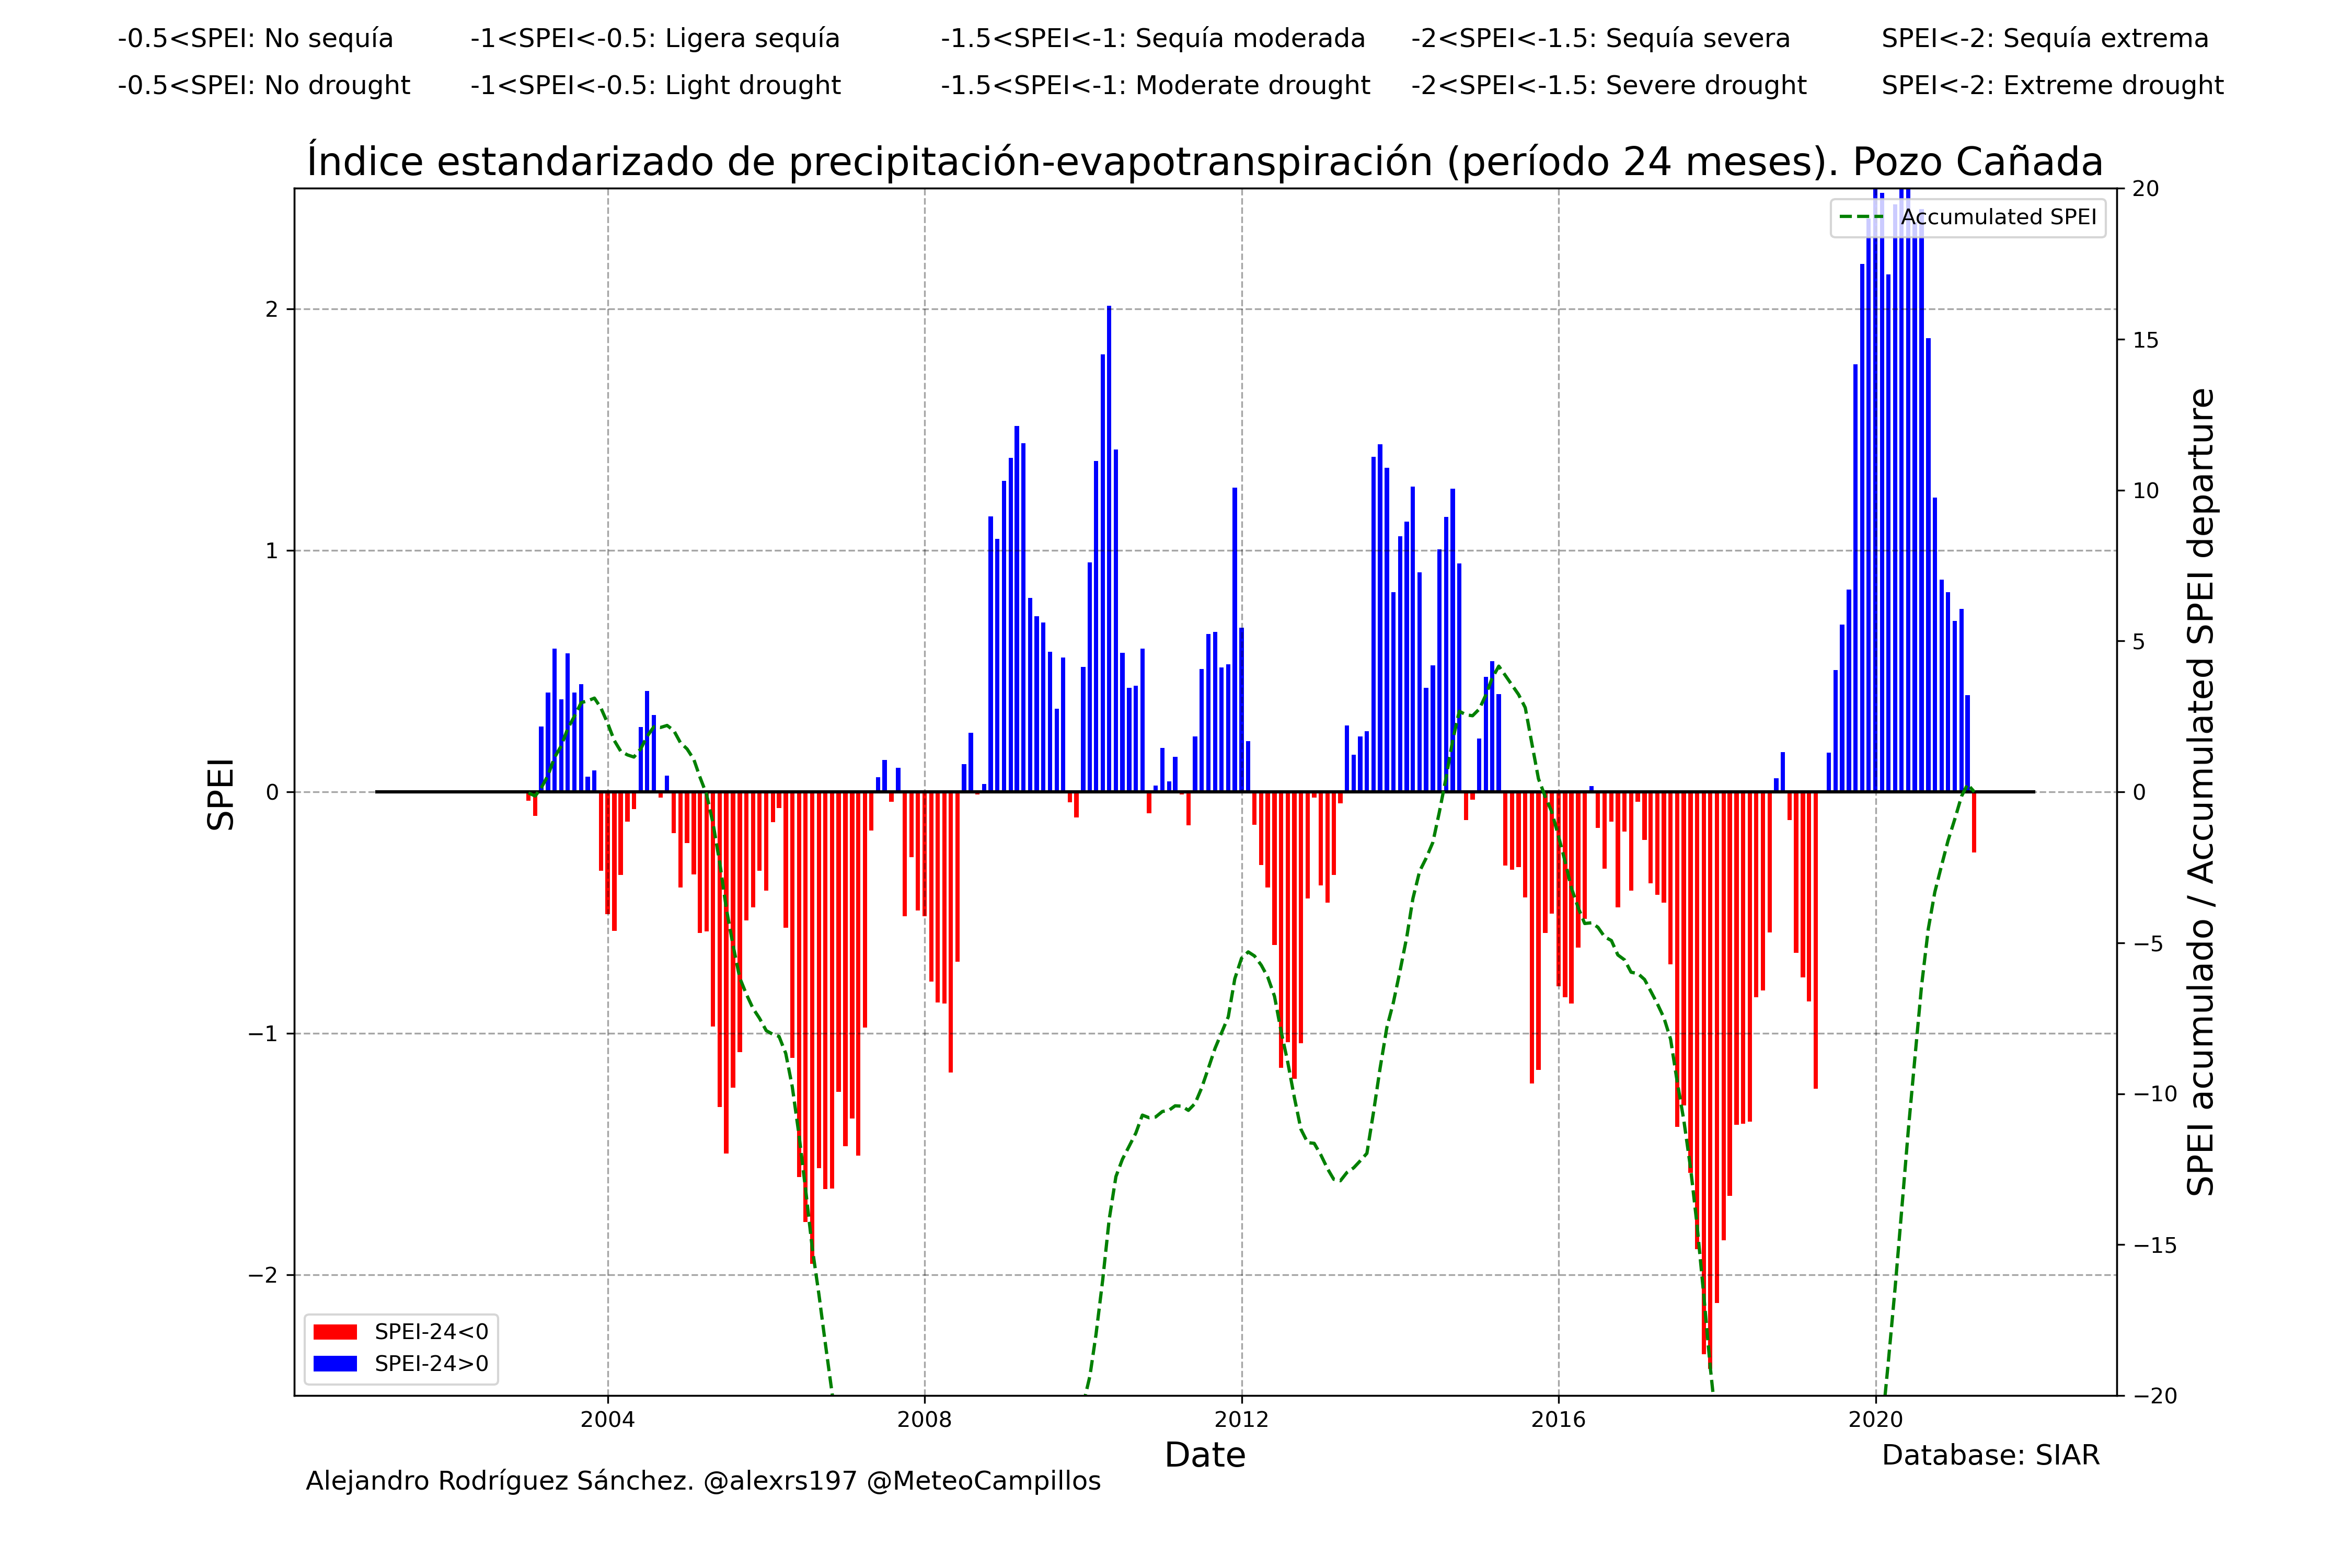 -0.5<SPEI: No sequía -1<SPEI<-0.5: Ligera sequía -1.5<SPEI<-1: Sequía moderada -2<SPEI<-1.5: Sequía severa SPEI<-2: Sequía extrema
-0.5<SPEI: No drought -1<SPEI<-0.5: Light drought -1.5<SPEI<-1: Moderate drought -2<SPEI<-1.5: Severe drought SPEI<-2: Extreme drought
Índice estandarizado de precipitación-evapotranspiración (período 24 meses). Pozo Cañada
Accumulated SPEI
SPEI
2
1
0
−1
−2
20
15
10
5
0
−5
−10
−15
−20
SPEI acumulado / Accumulated SPEI departure
SPEI-24<0
SPEI-24>0
2004 2008 2012 2016 2020
Date
Database: SIAR
Alejandro Rodríguez Sánchez. @alexrs197 @MeteoCampillos